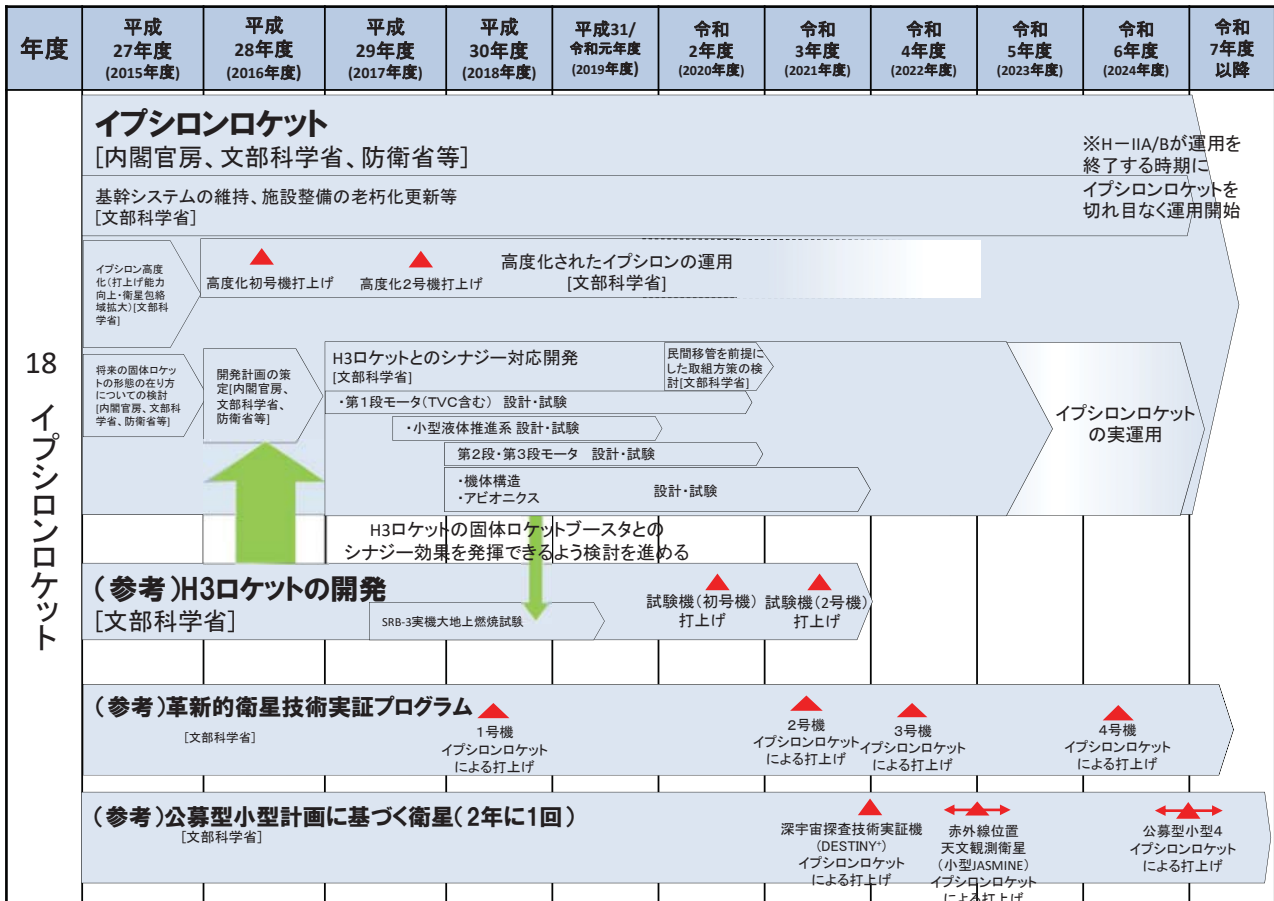 年度
平成
27年度
(2015年度)
平成
28年度
(2016年度)
平成
29年度
(2017年度)
平成
30年度
(2018年度)
平成31/
令和元年度
(2019年度)
令和
2年度
(2020年度)
令和
3年度
(2021年度)
令和
4年度
(2022年度)
令和
5年度
(2023年度)
令和
6年度
(2024年度)
令和
7年度
以降
18
イプシロンロケット
イプシロンロケット
[内閣官房、文部科学省、防衛省等]
※H－IIA/Bが運用を
終了する時期に
イプシロンロケットを
切れ目なく運用開始
基幹システムの維持、施設整備の老朽化更新等
[文部科学省]
イプシロン高度
化(打上げ能力
向上・衛星包絡
域拡大)[文部科
学省]
高度化初号機打上げ
高度化2号機打上げ
高度化されたイプシロンの運用
[文部科学省]
将来の固体ロケッ
トの形態の在り方
についての検討
[内閣官房、文部科
学省、防衛省等]
開発計画の策
定[内閣官房、
文部科学省、
防衛省等]
H3ロケットとのシナジー対応開発
[文部科学省]
民間移管を前提に
した取組方策の検
討[文部科学省]
・第1段モータ(TVC含む) 設計・試験
・小型液体推進系 設計・試験
第2段・第3段モータ 設計・試験
・機体構造
・アビオニクス
設計・試験
イプシロンロケット
の実運用
H3ロケットの固体ロケットブースタとの
シナジー効果を発揮できるよう検討を進める
(参考)H3ロケットの開発
[文部科学省]
SRB-3実機大地上燃焼試験
試験機(初号機)
打上げ
試験機(2号機)
打上げ
(参考)革新的衛星技術実証プログラム
[文部科学省]
1号機
イプシロンロケット
による打上げ
2号機
イプシロンロケット
による打上げ
3号機
イプシロンロケット
による打上げ
4号機
イプシロンロケット
による打上げ
(参考)公募型小型計画に基づく衛星(2年に1回)
[文部科学省]
深宇宙探査技術実証機
(DESTINY⁺)
イプシロンロケット
による打上げ
赤外線位置
天文観測衛星
(小型JASMINE)
イプシロンロケット
による打上げ
公募型小型4
イプシロンロケット
による打上げ